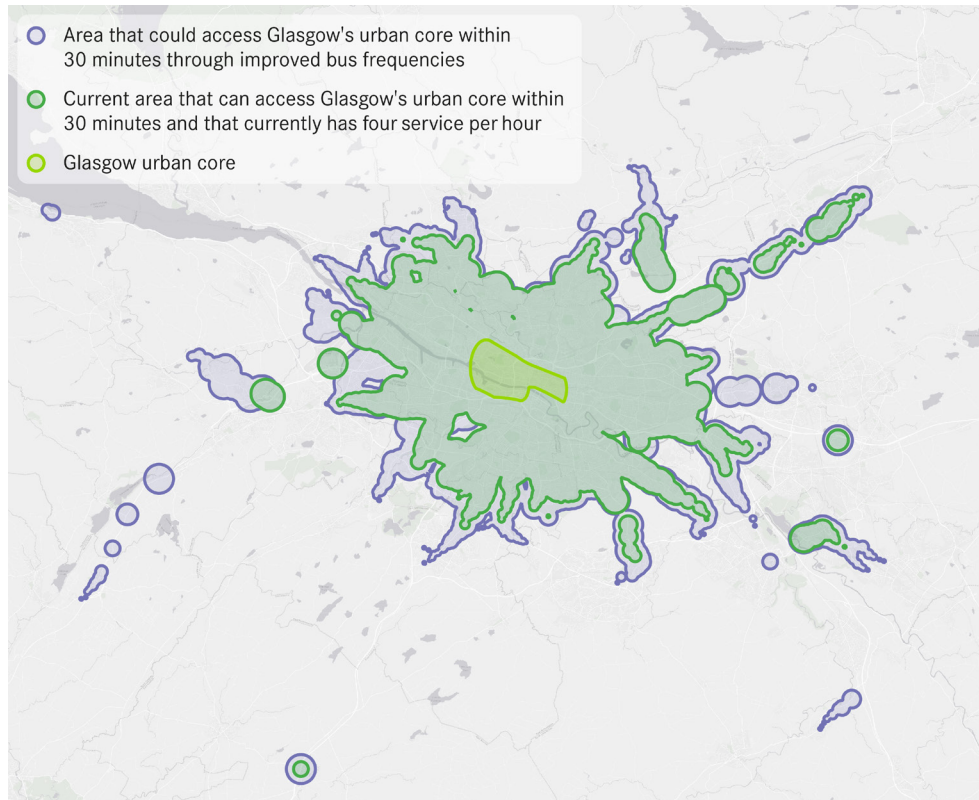 Area that could access Glasgow's urban core within
30 minutes through improved bus frequencies
Current area that can access Glasgow's urban core within
30 minutes and that currently has four service per hour
Glasgow urban core